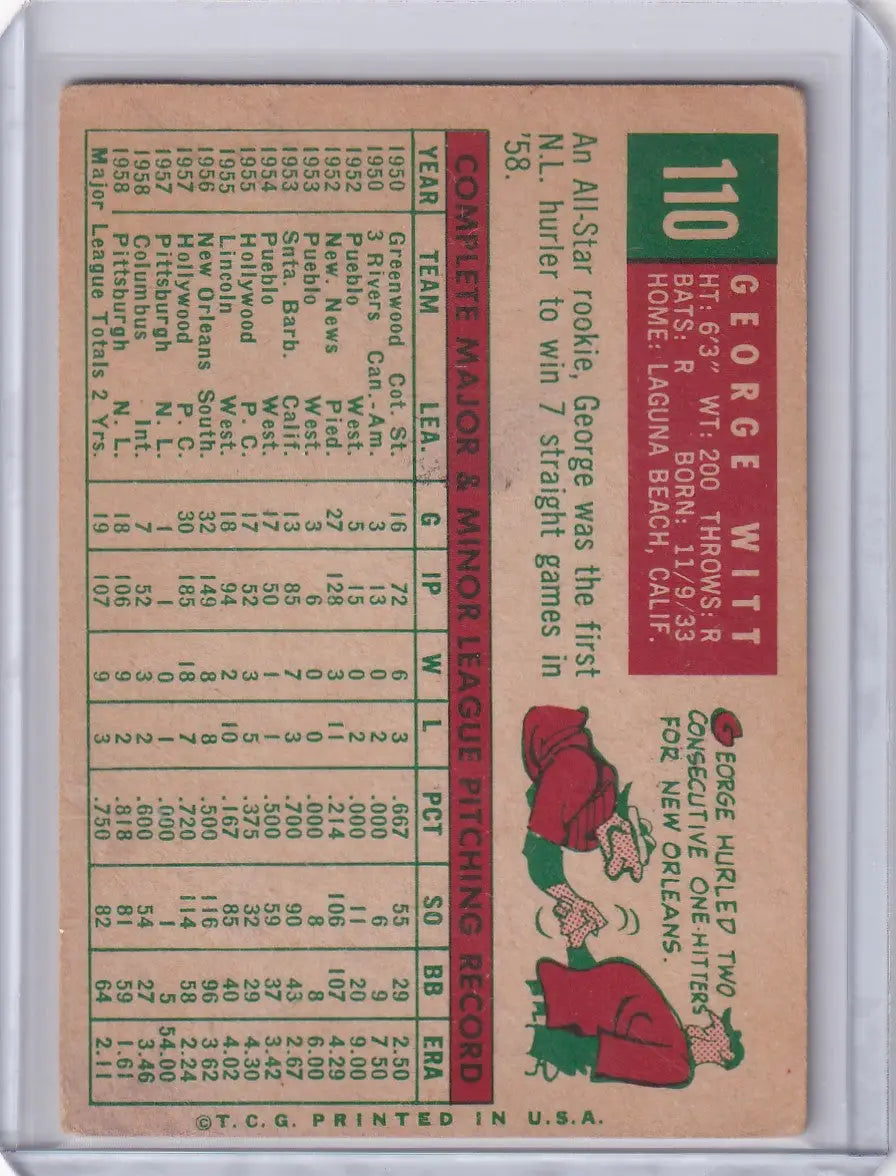 110
GEORGE WITT
HT: 6'3" WT: 200 THROWS: R
BATS: R BORN: 11/9/33
HOME: LAGUNA BEACH, CALIF.
An All-Star rookie, George was the first
N.L. hurler to win 7 straight games in
'58.
GEORGE HURLED TWO
CONSECUTIVE ONE-HITTERS
FOR NEW ORLEANS.
COMPLETE MAJOR & MINOR LEAGUE PITCHING RECORD
YEAR TEAM LEA. G IP W L PCT SO BB ERA
1950 Greenwood Cot. St. 16 72 6 3 .667 55 29 2.50
1950 3 Rivers Can.-Am. 3 13 0 2 .000 6 9 7.50
1952 Pueblo West. 5 15 0 2 .000 11 20 9.00
1952 New. News Pied. 27 128 3 11 .214 106 107 4.29
1953 Pueblo West. 3 6 0 0 .000 8 8 6.00
1953 Snta. Barb. Calif. 13 85 7 3 .700 90 43 2.67
1954 Pueblo West. 17 50 1 1 .500 59 37 3.42
1955 Hollywood P. C. 17 52 3 5 .375 32 29 4.30
1955 Lincoln West. 18 94 2 10 .167 85 40 4.02
1956 New Orleans South. 32 149 8 8 .500 116 96 3.62
1957 Hollywood P. C. 30 185 18 7 .720 114 58 2.24
1957 Pittsburgh N. L. 1 1 0 1 .000 1 5 54.00
1958 Columbus Int. 7 52 3 2 .600 54 27 3.46
1958 Pittsburgh N. L. 18 106 9 2 .818 81 59 1.61
Major League Totals 2 Yrs. 19 107 9 3 .750 82 64 2.11
©T.C.G. PRINTED IN U.S.A.